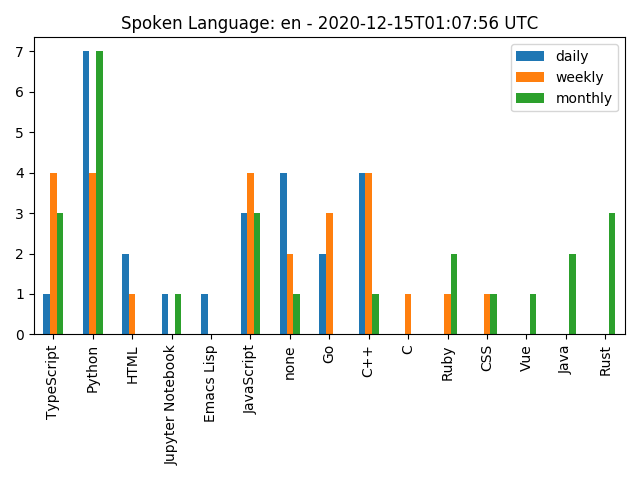 Spoken Language: en - 2020-12-15T01:07:56 UTC
daily
weekly
monthly
7
6
5
4
3
2
1
0
TypeScript
Python
HTML
Jupyter Notebook
Emacs Lisp
JavaScript
none
Go
C++
C
Ruby
CSS
Vue
Java
Rust